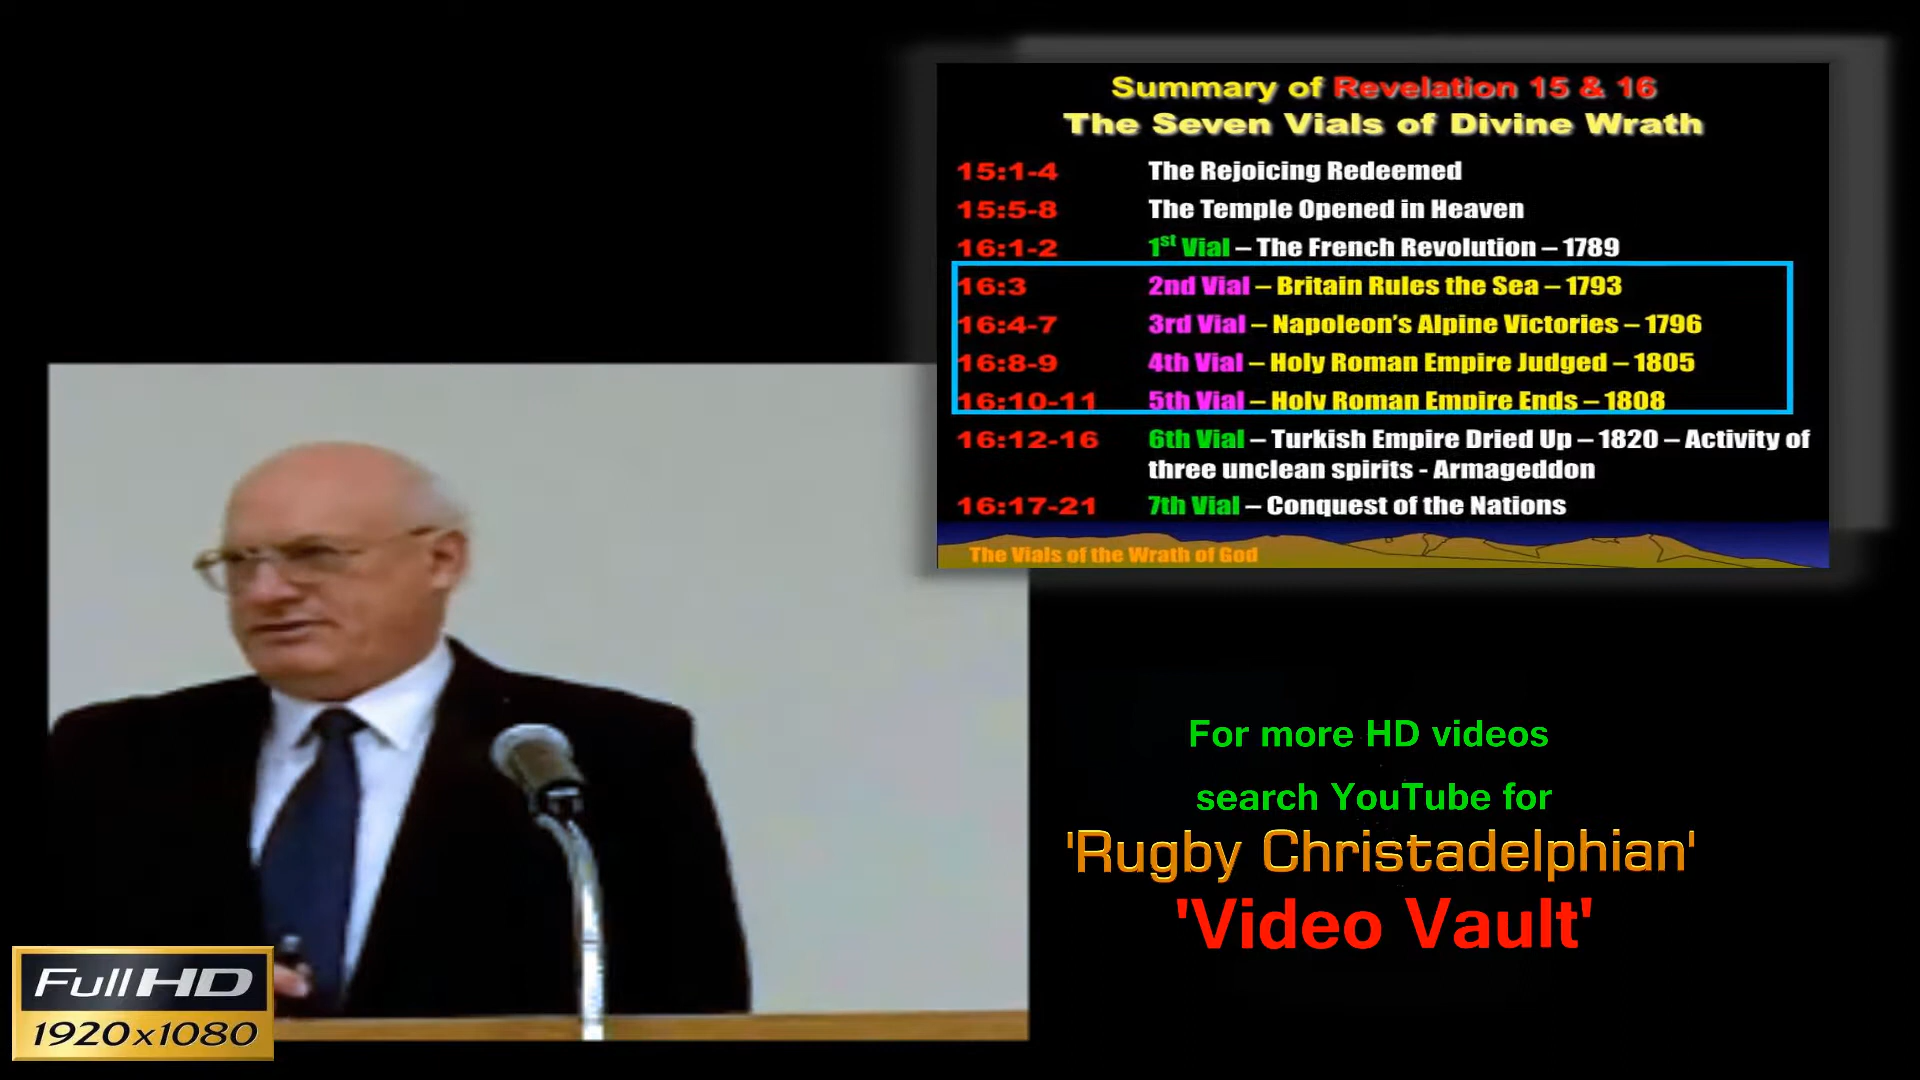 Summary of Revelation 15 & 16
The Seven Vials of Divine Wrath
15:1-4 The Rejoicing Redeemed
15:5-8 The Temple Opened in Heaven
16:1-2 1st Vial – The French Revolution – 1789
16:3 2nd Vial – Britain Rules the Sea – 1793
16:4-7 3rd Vial – Napoleon's Alpine Victories – 1796
16:8-9 4th Vial – Holy Roman Empire Judged – 1805
16:10-11 5th Vial – Holy Roman Empire Ends – 1808
16:12-16 6th Vial – Turkish Empire Dried Up – 1820 – Activity of
three unclean spirits - Armageddon
16:17-21 7th Vial – Conquest of the Nations
The Vials of the Wrath of God
For more HD videos
search YouTube for
'Rugby Christadelphian'
'Video Vault'
Full HD
1920x1080